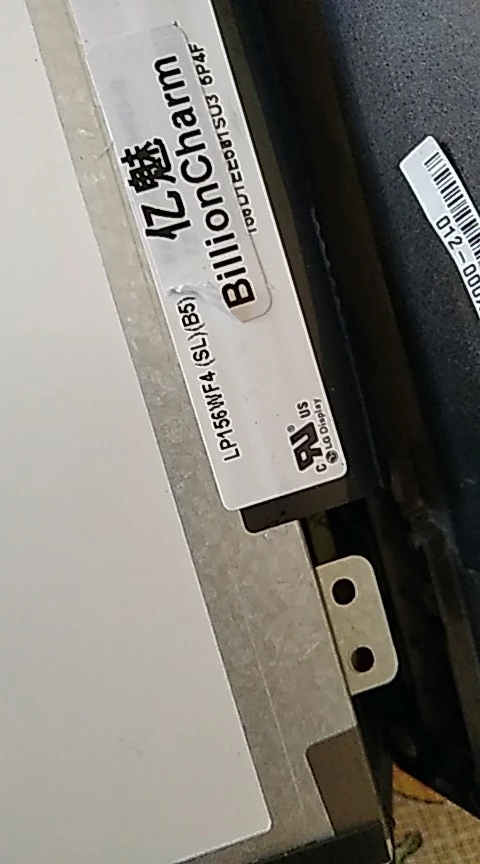 亿魅
BillionCharm
LP156WF4 (SL)(B5)
C US
LG Display